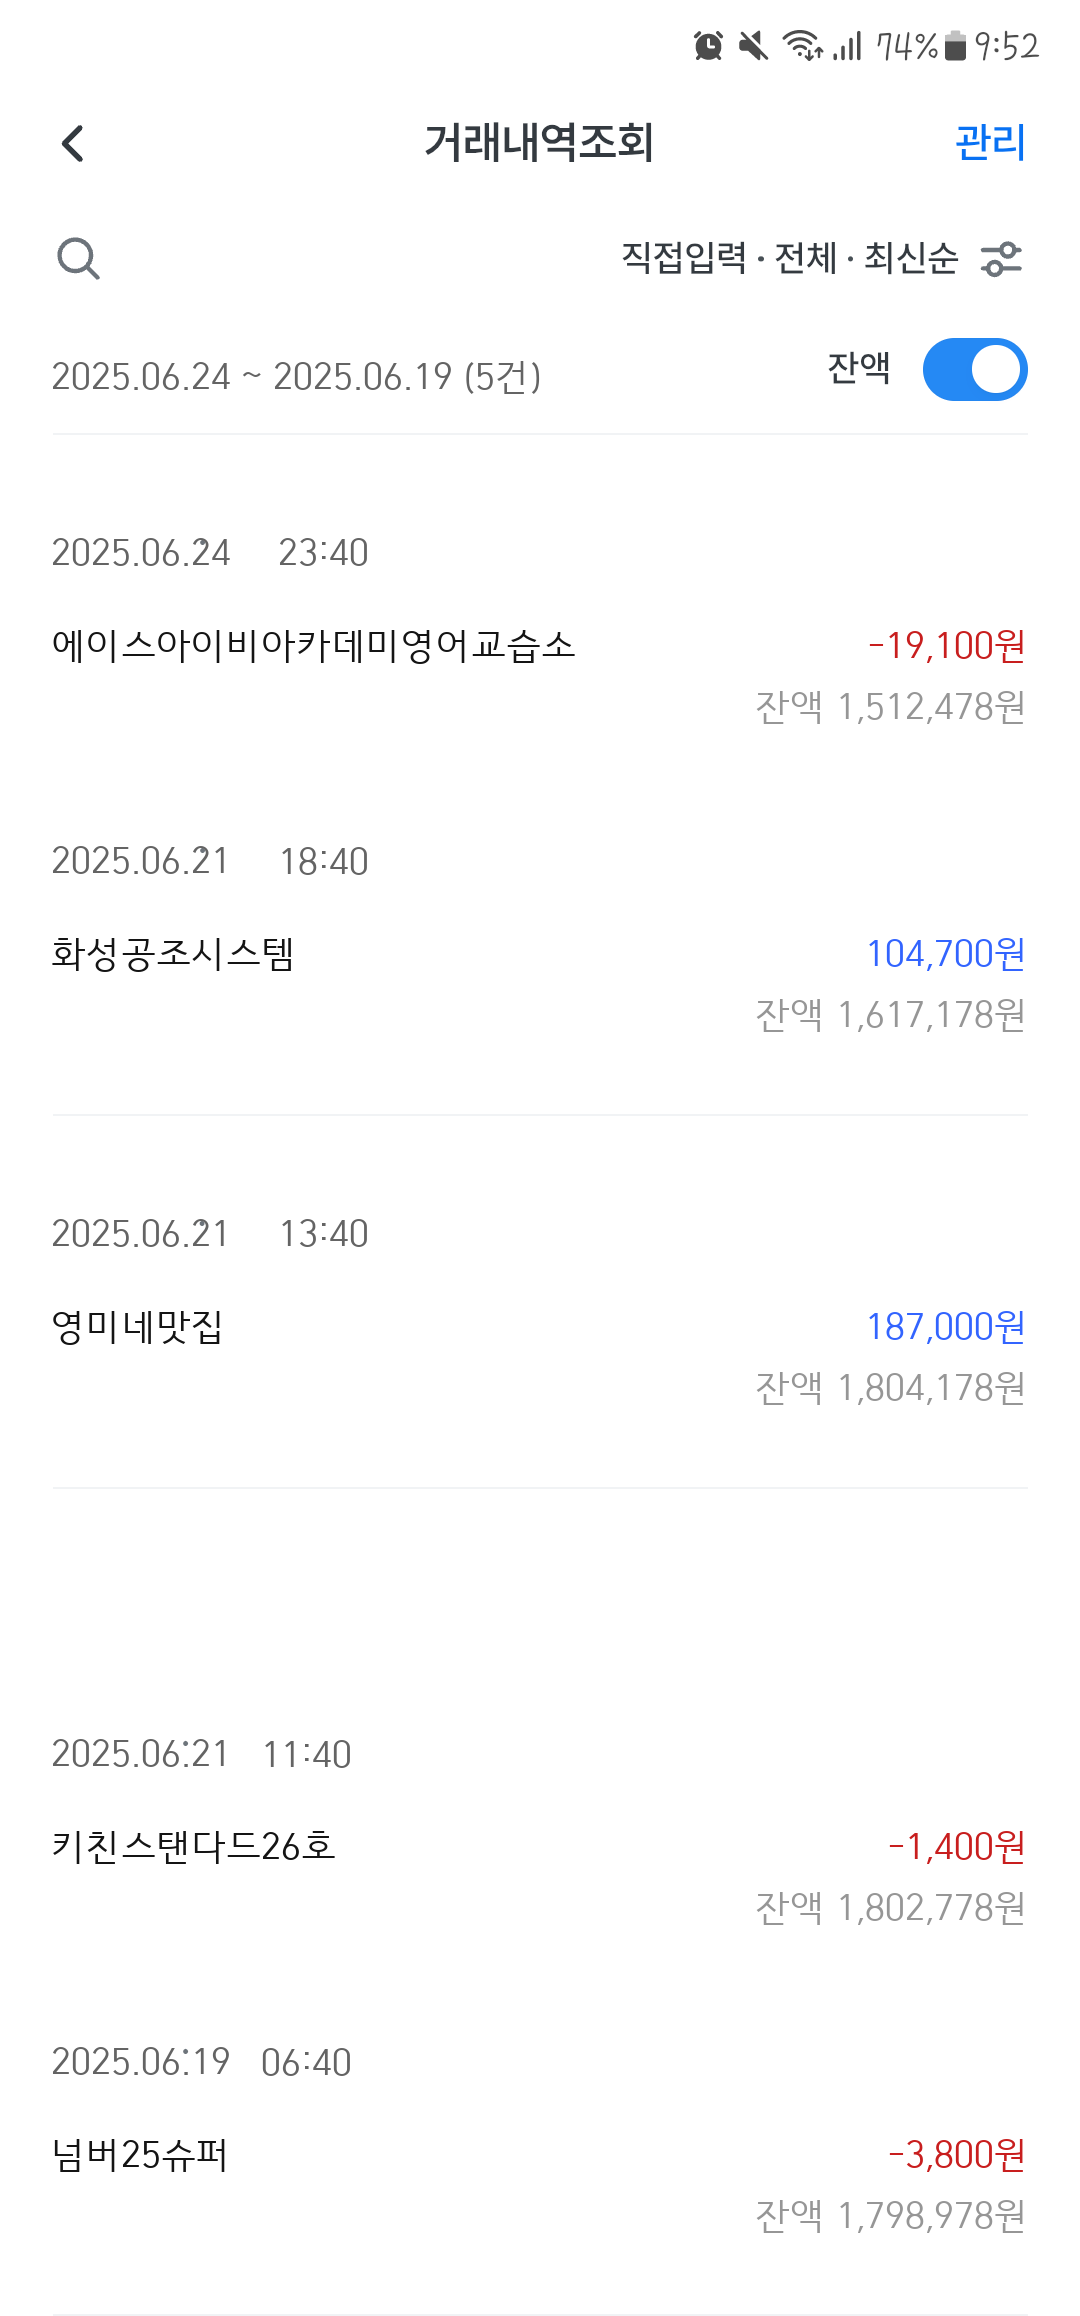 74% 9:52
거래내역조회 관리
직접입력 · 전체 · 최신순
2025.06.24 ~ 2025.06.19 (5건) 잔액
2025.06.24 23:40
에이스아이비아카데미영어교습소 -19,100원
잔액 1,512,478원
2025.06.21 18:40
화성공조시스템 104,700원
잔액 1,617,178원
2025.06.21 13:40
영미네맛집 187,000원
잔액 1,804,178원
2025.06.21 11:40
키친스탠다드26호 -1,400원
잔액 1,802,778원
2025.06.19 06:40
넘버25슈퍼 -3,800원
잔액 1,798,978원